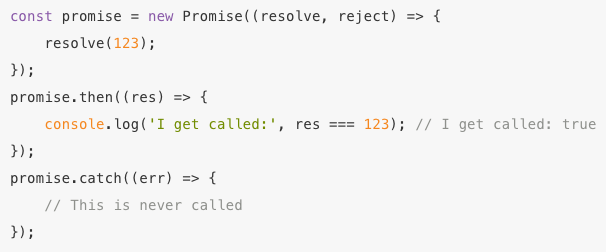 const promise = new Promise((resolve, reject) => {
    resolve(123);
});
promise.then((res) => {
    console.log('I get called:', res === 123); // I get called: true
});
promise.catch((err) => {
    // This is never called
});